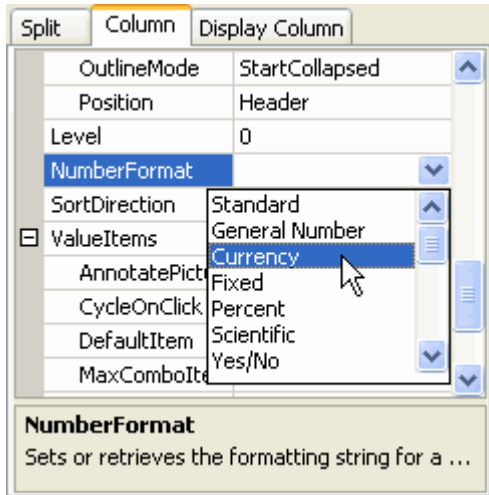 Split Column Display Column
OutlineMode StartCollapsed
Position Header
Level 0
NumberFormat
SortDirection Standard
General Number
ValueItems
Currency
Fixed
CycleOnClick Percent
DefaultItem Scientific
Yes/No
NumberFormat
Sets or retrieves the formatting string for a ...